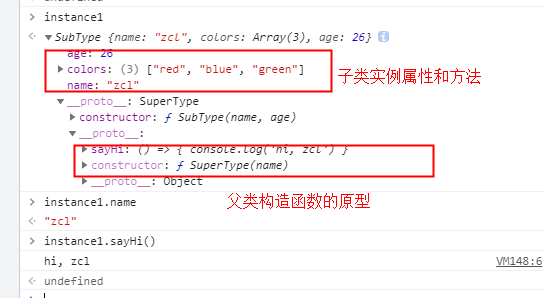 undefined
> instance1
<· ▼SubType {name: "zcl", colors: Array(3), age: 26} i
age: 26
▶colors: (3) ["red", "blue", "green"]
name: "zcl"
子类实例属性和方法
▼__proto__: SuperType
▶constructor: ƒ SubType(name, age)
▼__proto__:
▶sayHi: () => { console.log('hi, zcl') }
▶constructor: ƒ SuperType(name)
▶__proto__: Object
父类构造函数的原型
> instance1.name
<· "zcl"
> instance1.sayHi()
hi, zcl VM148:6
<· undefined
>